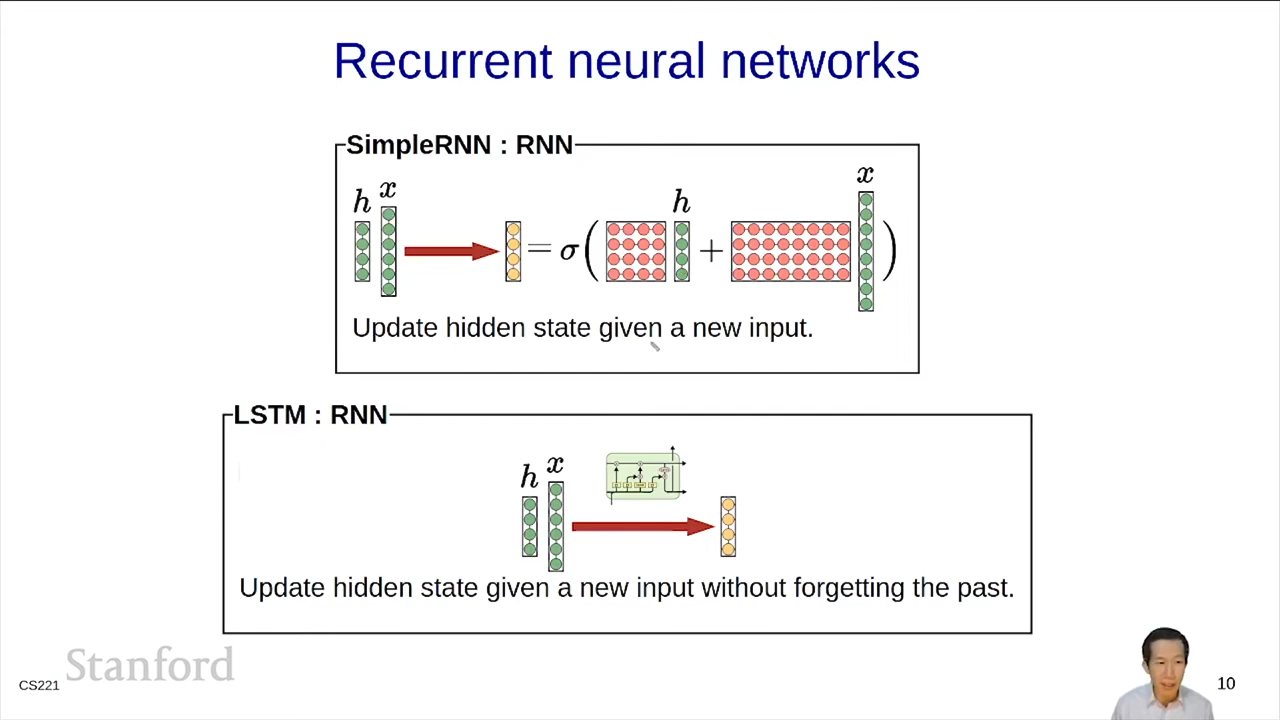 Recurrent neural networks
SimpleRNN : RNN
h x
= σ( h + x )
Update hidden state given a new input.
LSTM : RNN
h x
Update hidden state given a new input without forgetting the past.
Stanford
CS221
10